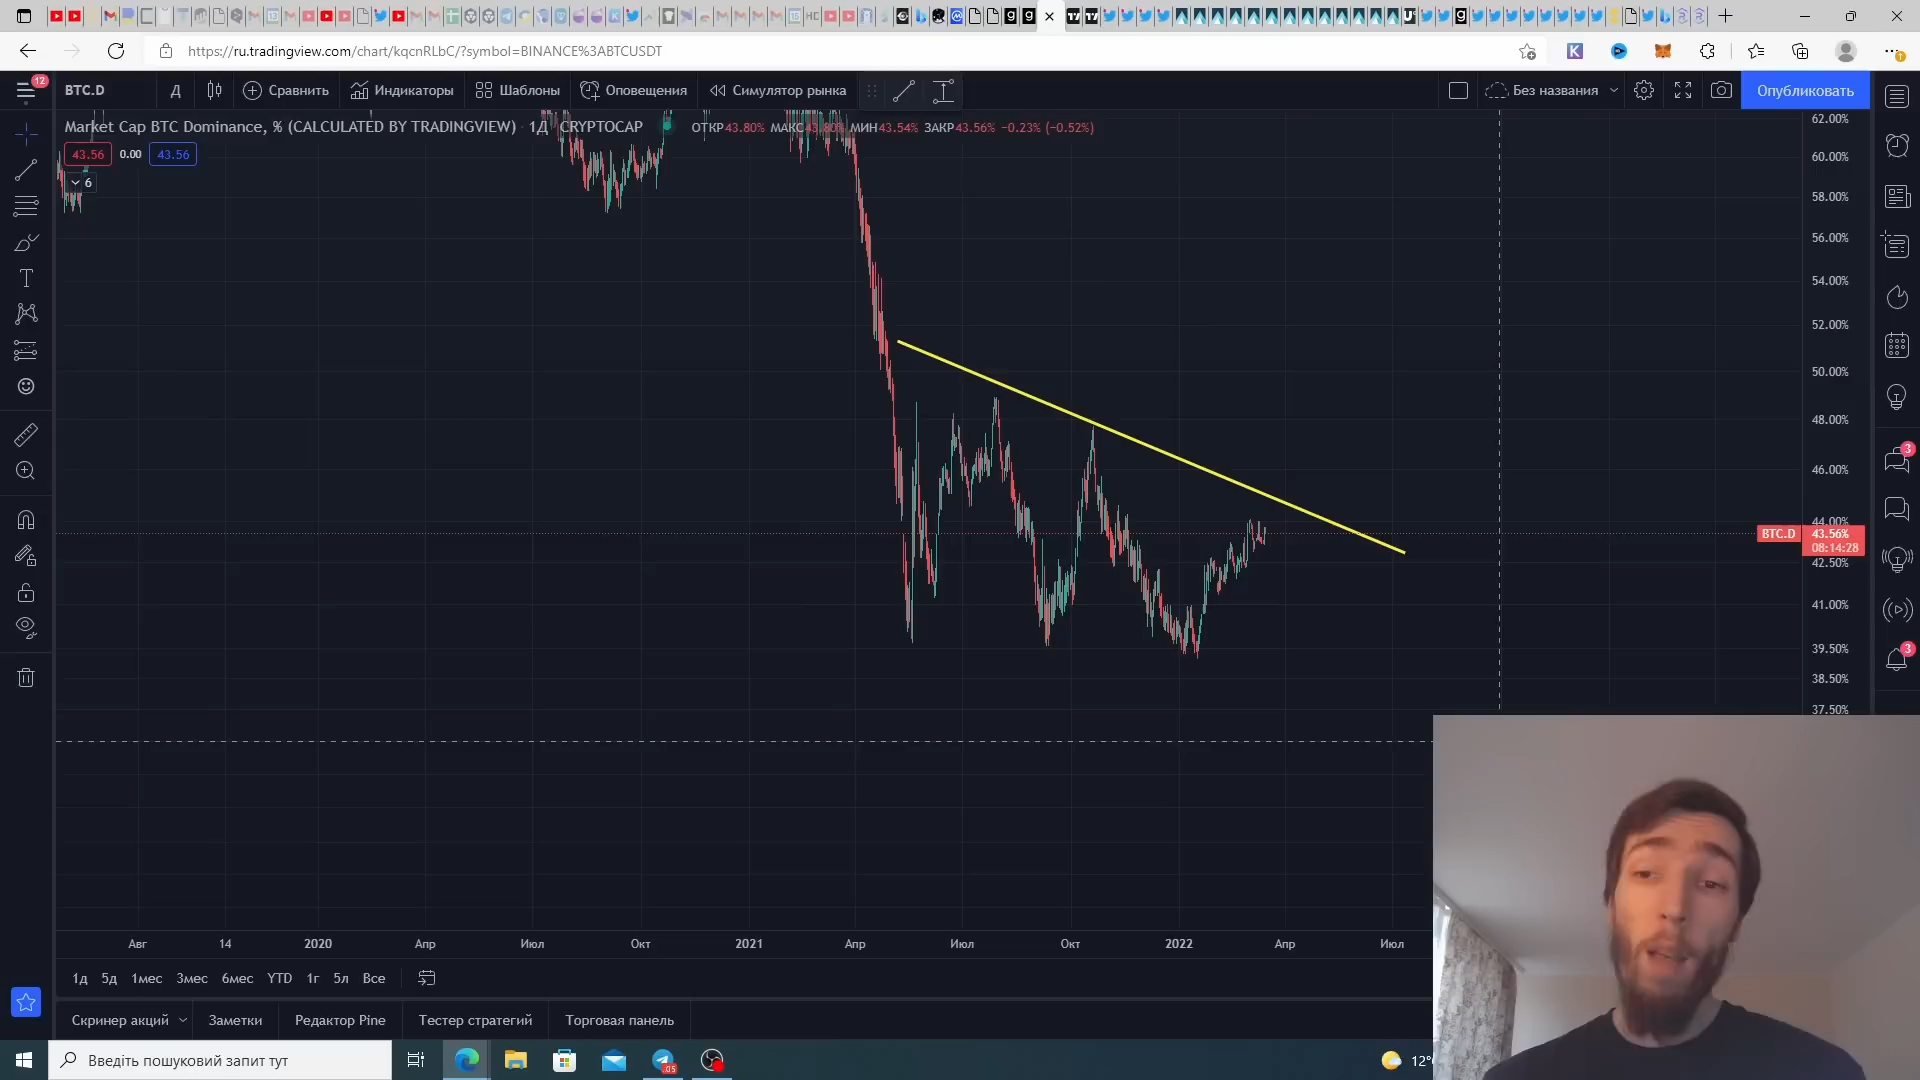 https://ru.tradingview.com/chart/kqcnRLbC/?symbol=BINANCE%3ABTCUSDT
12
BTC.D
Д
Сравнить
Индикаторы
Шаблоны
Оповещения
Симулятор рынка
Без названия
Опубликовать
Market Cap BTC Dominance, % (CALCULATED BY TRADINGVIEW) · 1Д · CRYPTOCAP
ОТКР43.80% МАКС43.80% МИН43.54% ЗАКР43.56% −0.23% (−0.52%)
43.56 0.00 43.56
6
62.00%
60.00%
58.00%
56.00%
54.00%
52.00%
50.00%
48.00%
46.00%
44.00%
BTC.D 43.56%
08:14:28
42.50%
41.00%
39.50%
38.50%
37.50%
3
3
Авг 14 2020 Апр Июл Окт 2021 Апр Июл Окт 2022 Апр Июл
1д 5д 1мес 3мес 6мес YTD 1г 5л Все
Скринер акций Заметки Редактор Pine Тестер стратегий Торговая панель
Введіть пошуковий запит тут
12°